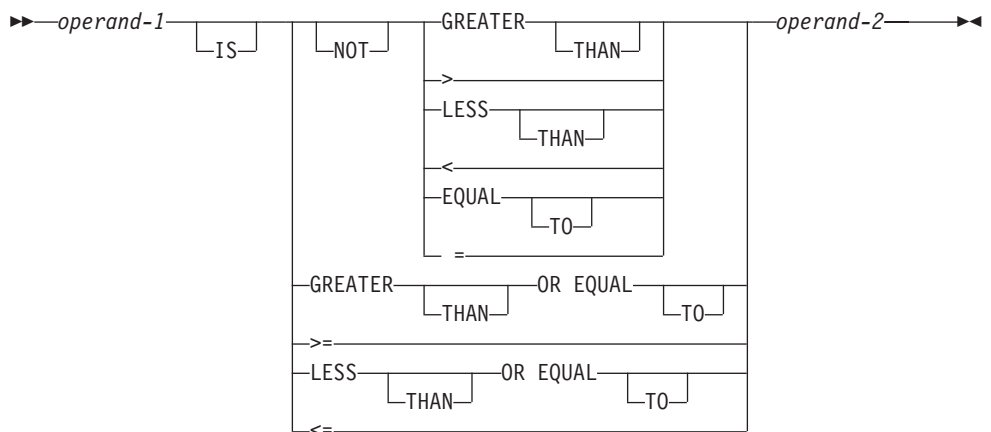 operand-1 GREATER operand-2
IS NOT THAN
>
LESS
THAN
<
EQUAL
TO
=
GREATER OR EQUAL
THAN TO
>=
LESS OR EQUAL
THAN TO
<=